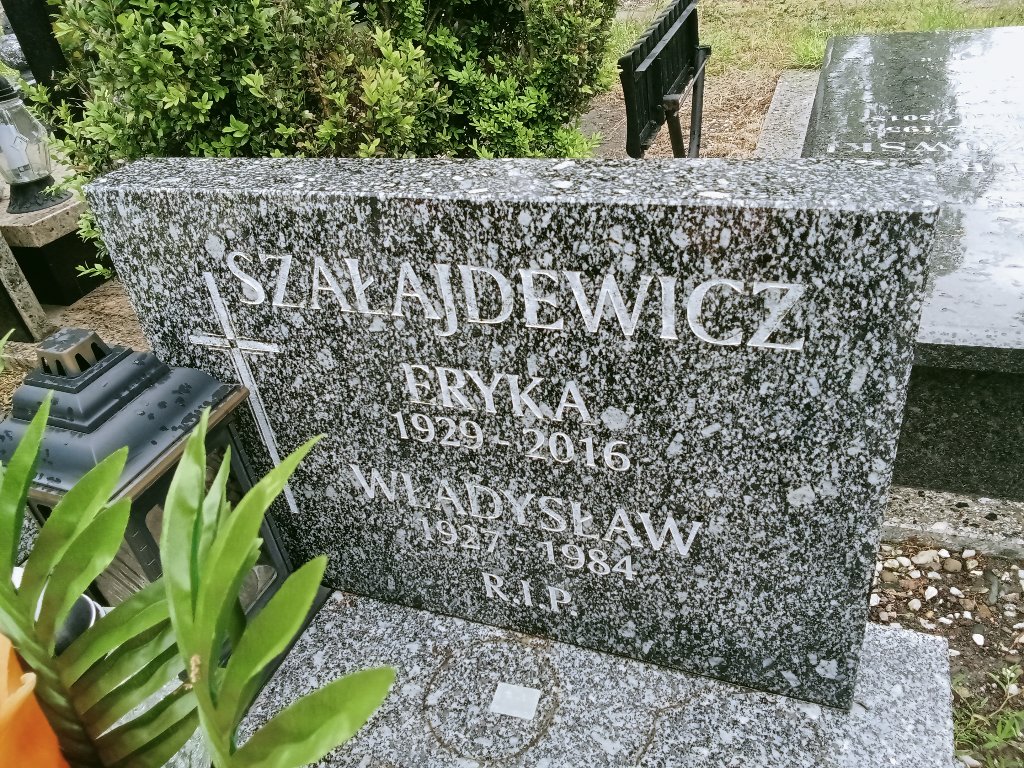 SZAŁAJDEWICZ
ERYKA
1929 - 2016
WŁADYSŁAW
1927 - 1984
R.I.P.